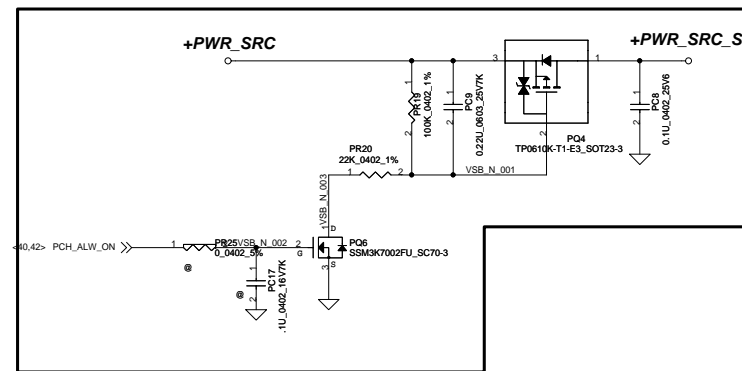 +PWR_SRC
+PWR_SRC_S
3
1
2
PQ4
TP0610K-T1-E3_SOT23-3
1
2
PR19
100K_0402_1%
1
2
PC9
0.22U_0603_25V7K
1
2
PC8
0.1U_0402_25V6
PR20
22K_0402_1%
1
2
VSB_N_001
VSB_N_003
1
D
<40,42> PCH_ALW_ON
1
PR25
0_0402_5%
@
VSB_N_002
2
G
3
S
PQ6
SSM3K7002FU_SC70-3
1
2
@
PC17
.1U_0402_16V7K